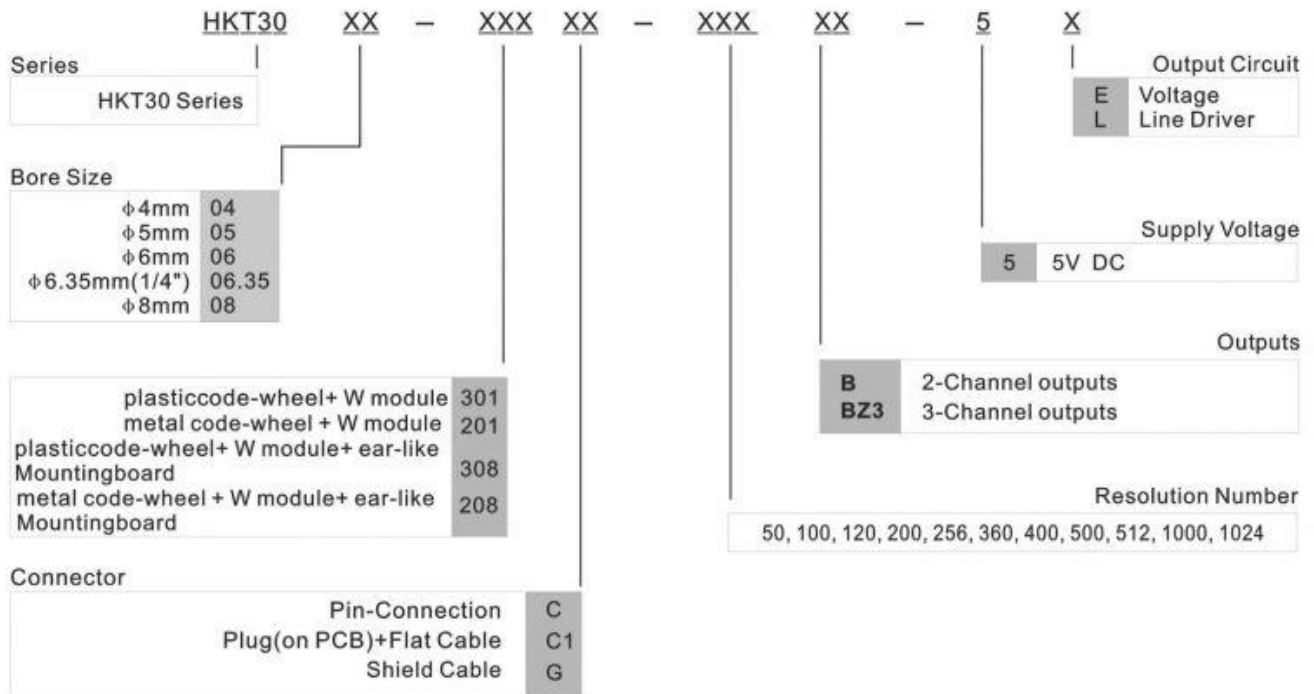 HKT30 XX – XXX XX – XXX XX – 5 X
Series
HKT30 Series
Output Circuit
E Voltage
L Line Driver
Bore Size
ϕ4mm 04
ϕ5mm 05
ϕ6mm 06
ϕ6.35mm(1/4") 06.35
ϕ8mm 08
Supply Voltage
5 5V DC
Outputs
B 2-Channel outputs
BZ3 3-Channel outputs
plasticcode-wheel+ W module 301
metal code-wheel + W module 201
plasticcode-wheel+ W module+ ear-like
Mountingboard 308
metal code-wheel + W module+ ear-like
Mountingboard 208
Resolution Number
50, 100, 120, 200, 256, 360, 400, 500, 512, 1000, 1024
Connector
Pin-Connection C
Plug(on PCB)+Flat Cable C1
Shield Cable G